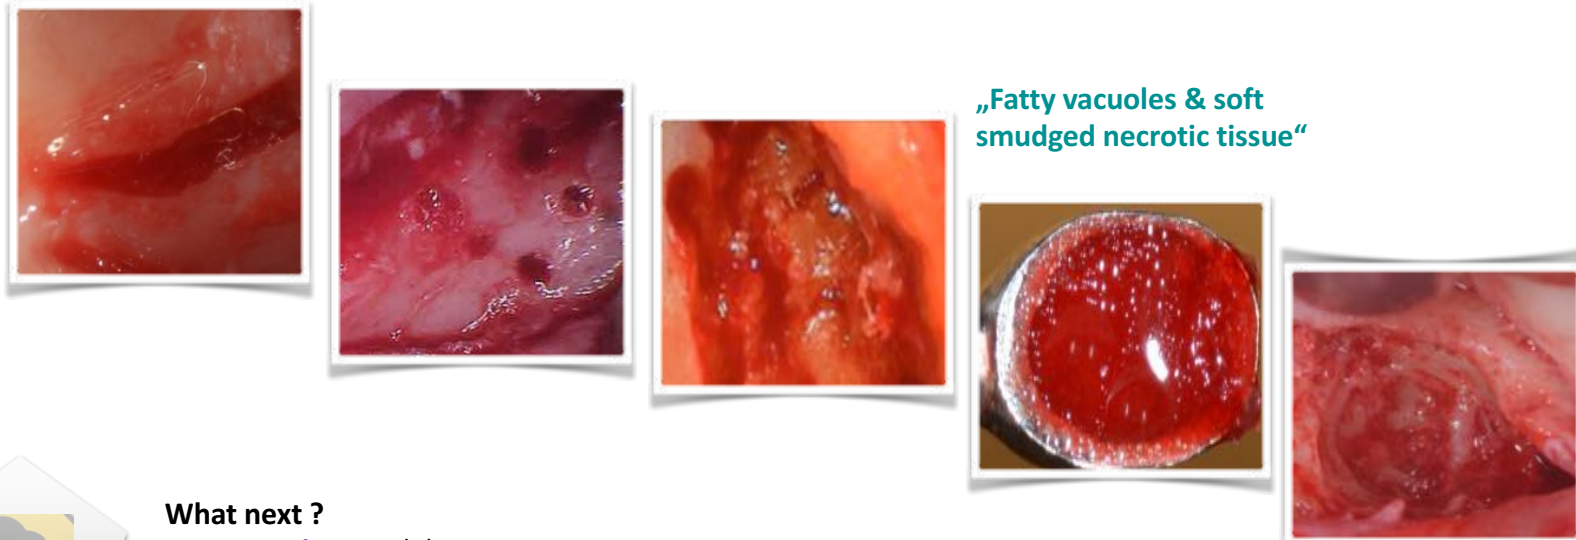 „Fatty vacuoles & soft
smudged necrotic tissue“
What next ?